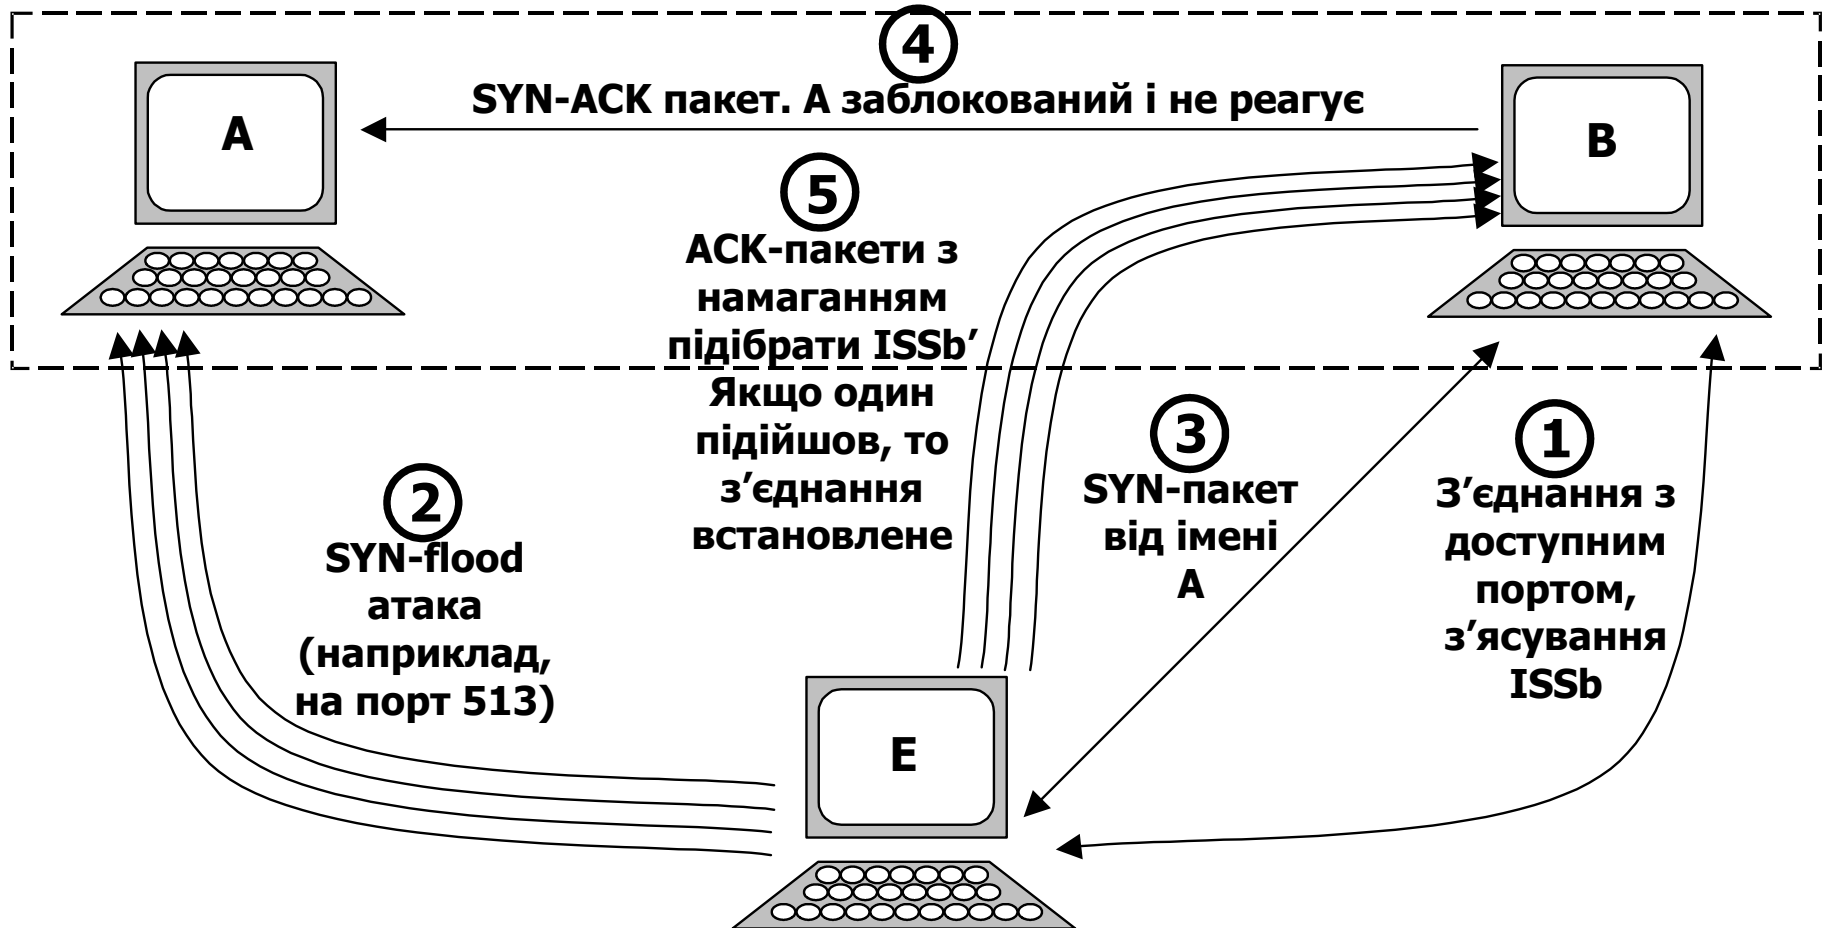 4
SYN-ACK пакет. А заблокований і не реагує
A
B
5
ACK-пакети з
намаганням
підібрати ISSb’
Якщо один
підійшов, то
з’єднання
встановлене
3
SYN-пакет
від імені
А
1
З’єднання з
доступним
портом,
з’ясування
ISSb
2
SYN-flood
атака
(наприклад,
на порт 513)
E